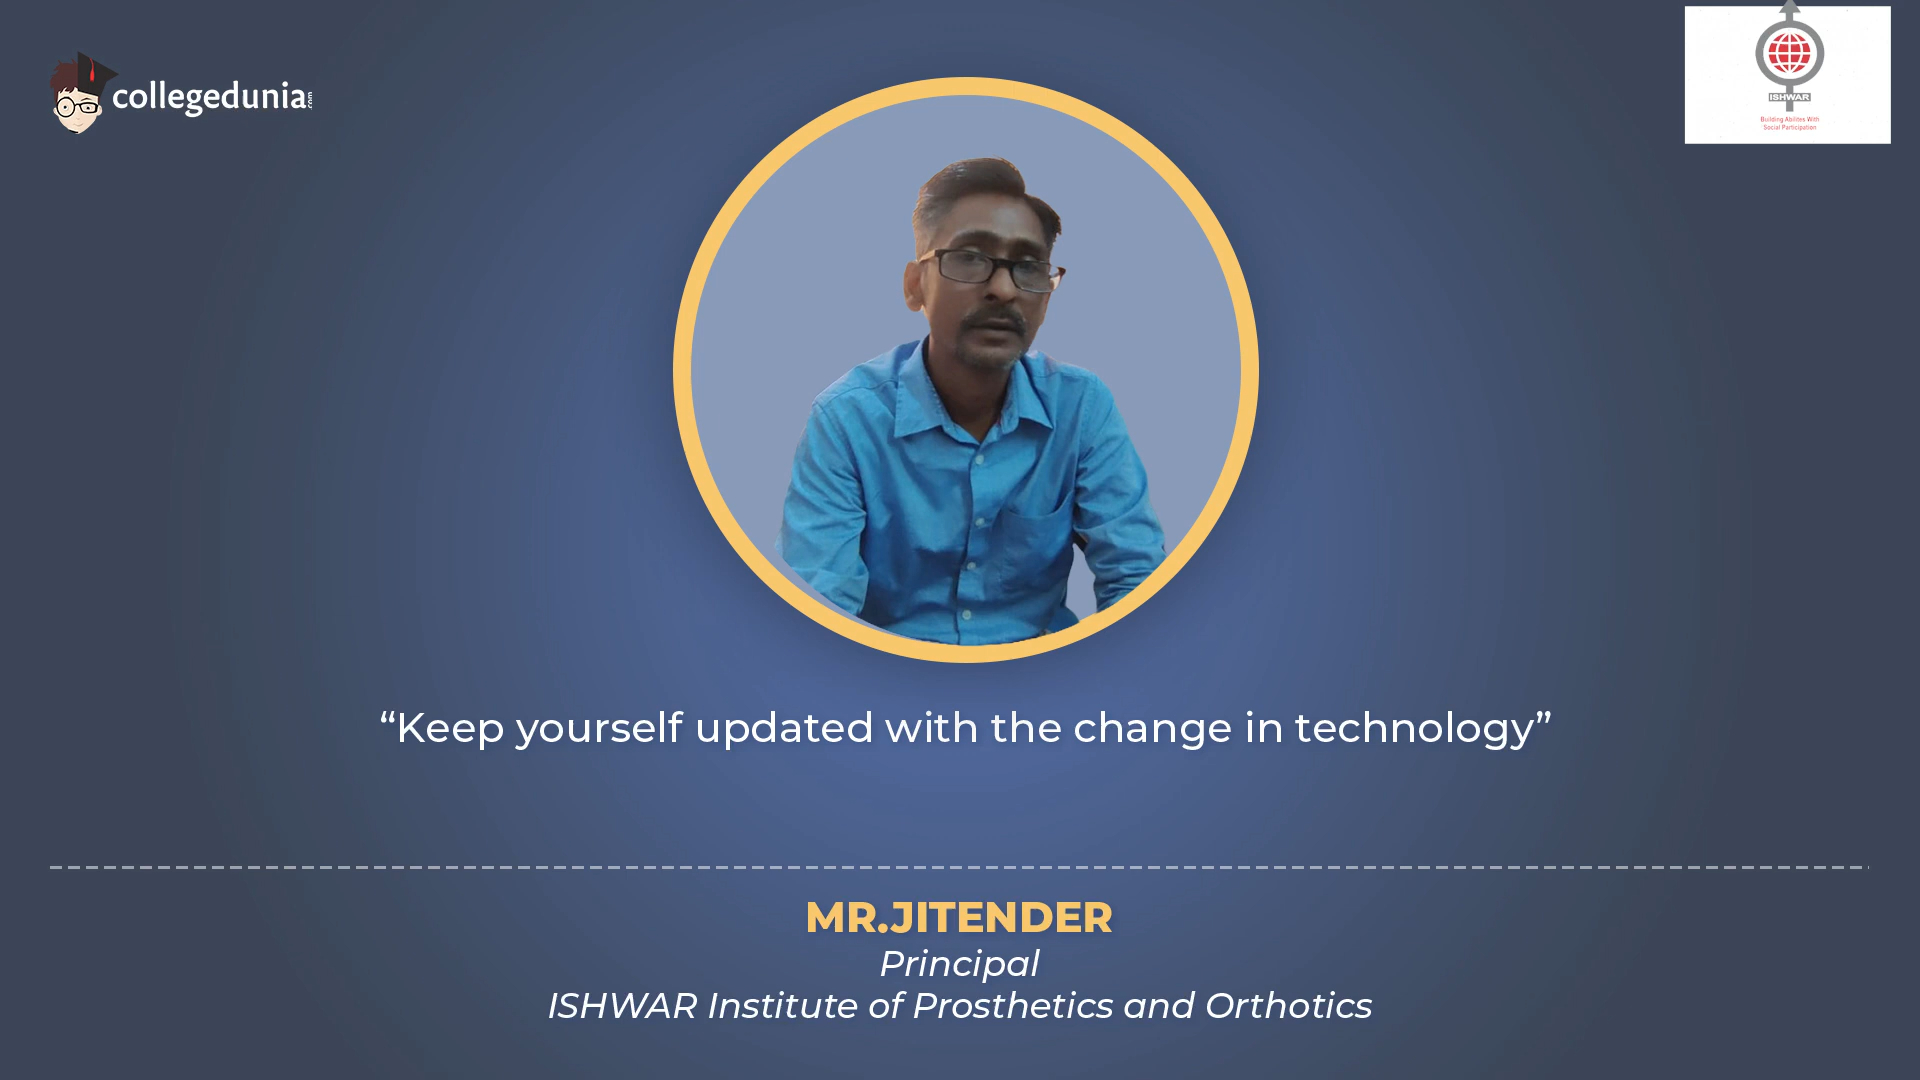 collegedunia
.com
ISHWAR
Building Abilites With
Social Participation
“Keep yourself updated with the change in technology”
MR.JITENDER
Principal
ISHWAR Institute of Prosthetics and Orthotics